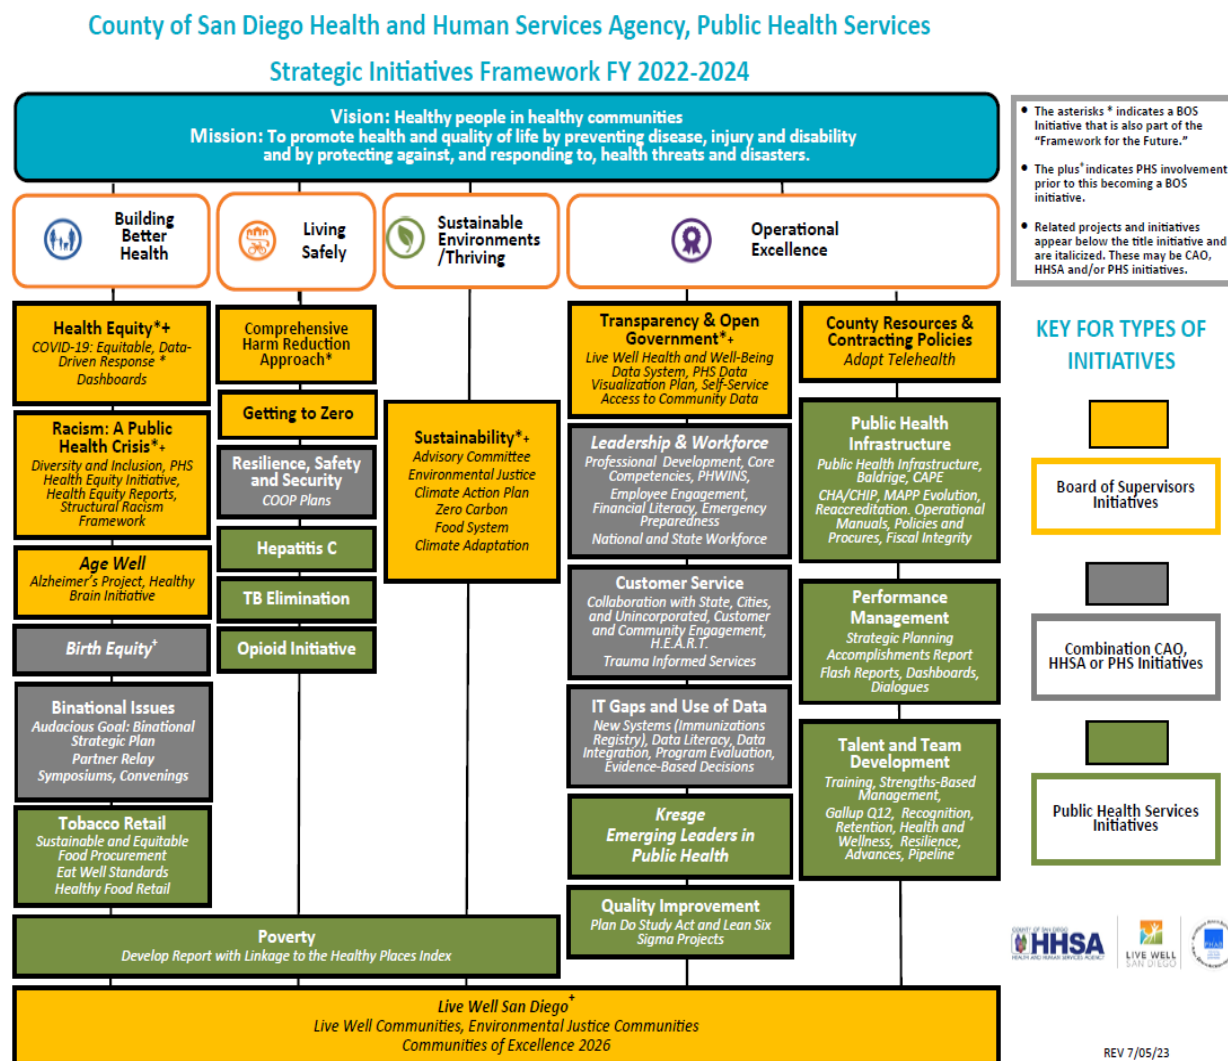 County of San Diego Health and Human Services Agency, Public Health Services
Strategic Initiatives Framework FY 2022-2024
Vision: Healthy people in healthy communities
Mission: To promote health and quality of life by preventing disease, injury and disability
and by protecting against, and responding to, health threats and disasters.
• The asterisks * indicates a BOS
Initiative that is also part of the
“Framework for the Future.”
• The plus+ indicates PHS involvement
prior to this becoming a BOS
initiative.
• Related projects and initiatives
appear below the title initiative and
are italicized. These may be CAO,
HHSA and/or PHS initiatives.
Building
Better
Health
Living
Safely
Sustainable
Environments
/Thriving
Operational
Excellence
Health Equity*+
COVID-19: Equitable, Data-
Driven Response *
Dashboards
Racism: A Public
Health Crisis*+
Diversity and Inclusion, PHS
Health Equity Initiative,
Health Equity Reports,
Structural Racism
Framework
Age Well
Alzheimer’s Project, Healthy
Brain Initiative
Birth Equity+
Binational Issues
Audacious Goal: Binational
Strategic Plan
Partner Relay
Symposiums, Convenings
Tobacco Retail
Sustainable and Equitable
Food Procurement
Eat Well Standards
Healthy Food Retail
Comprehensive
Harm Reduction
Approach*
Getting to Zero
Resilience, Safety
and Security
COOP Plans
Hepatitis C
TB Elimination
Opioid Initiative
Sustainability*+
Advisory Committee
Environmental Justice
Climate Action Plan
Zero Carbon
Food System
Climate Adaptation
Transparency & Open
Government*+
Live Well Health and Well-Being
Data System, PHS Data
Visualization Plan, Self-Service
Access to Community Data
Leadership & Workforce
Professional Development, Core
Competencies, PHWINS,
Employee Engagement,
Financial Literacy, Emergency
Preparedness
National and State Workforce
Customer Service
Collaboration with State, Cities,
and Unincorporated, Customer
and Community Engagement,
H.E.A.R.T.
Trauma Informed Services
IT Gaps and Use of Data
New Systems (Immunizations
Registry), Data Literacy, Data
Integration, Program Evaluation,
Evidence-Based Decisions
Kresge
Emerging Leaders in
Public Health
Quality Improvement
Plan Do Study Act and Lean Six
Sigma Projects
County Resources &
Contracting Policies
Adapt Telehealth
Public Health
Infrastructure
Public Health Infrastructure,
Baldrige, CAPE
CHA/CHIP, MAPP Evolution,
Reaccreditation. Operational
Manuals, Policies and
Procures, Fiscal Integrity
Performance
Management
Strategic Planning
Accomplishments Report
Flash Reports, Dashboards,
Dialogues
Talent and Team
Development
Training, Strengths-Based
Management,
Gallup Q12, Recognition,
Retention, Health and
Wellness, Resilience,
Advances, Pipeline
Poverty
Develop Report with Linkage to the Healthy Places Index
Live Well San Diego+
Live Well Communities, Environmental Justice Communities
Communities of Excellence 2026
KEY FOR TYPES OF
INITIATIVES
Board of Supervisors
Initiatives
Combination CAO,
HHSA or PHS Initiatives
Public Health Services
Initiatives
COUNTY OF SAN DIEGO
HHSA
HEALTH AND HUMAN SERVICES AGENCY
LIVE WELL
SAN DIEGO
PHAB
REV 7/05/23